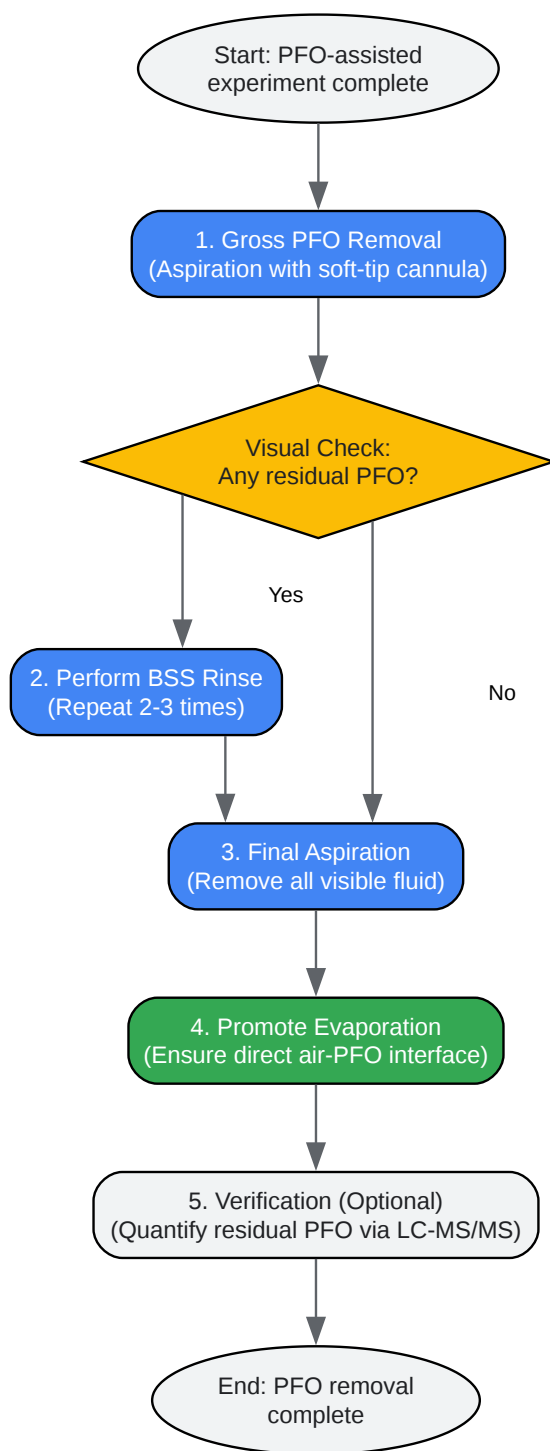 Start: PFO-assisted
experiment complete
1. Gross PFO Removal
(Aspiration with soft-tip cannula)
Visual Check:
Any residual PFO?
Yes
2. Perform BSS Rinse
(Repeat 2-3 times)
No
3. Final Aspiration
(Remove all visible fluid)
4. Promote Evaporation
(Ensure direct air-PFO interface)
5. Verification (Optional)
(Quantify residual PFO via LC-MS/MS)
End: PFO removal
complete